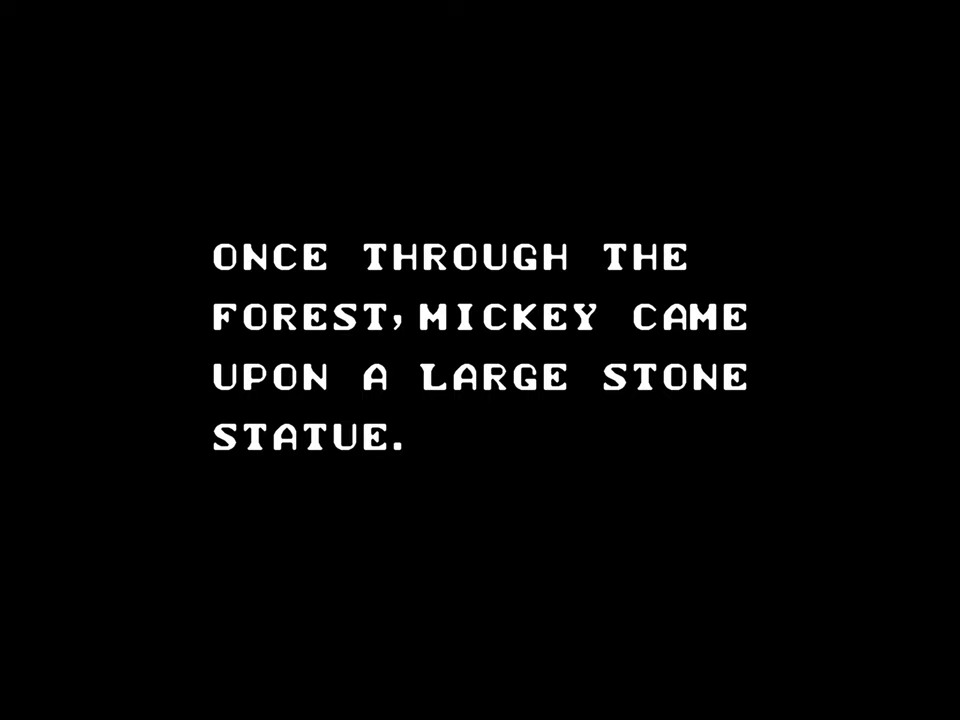 ONCE THROUGH THE
FOREST, MICKEY CAME
UPON A LARGE STONE
STATUE.